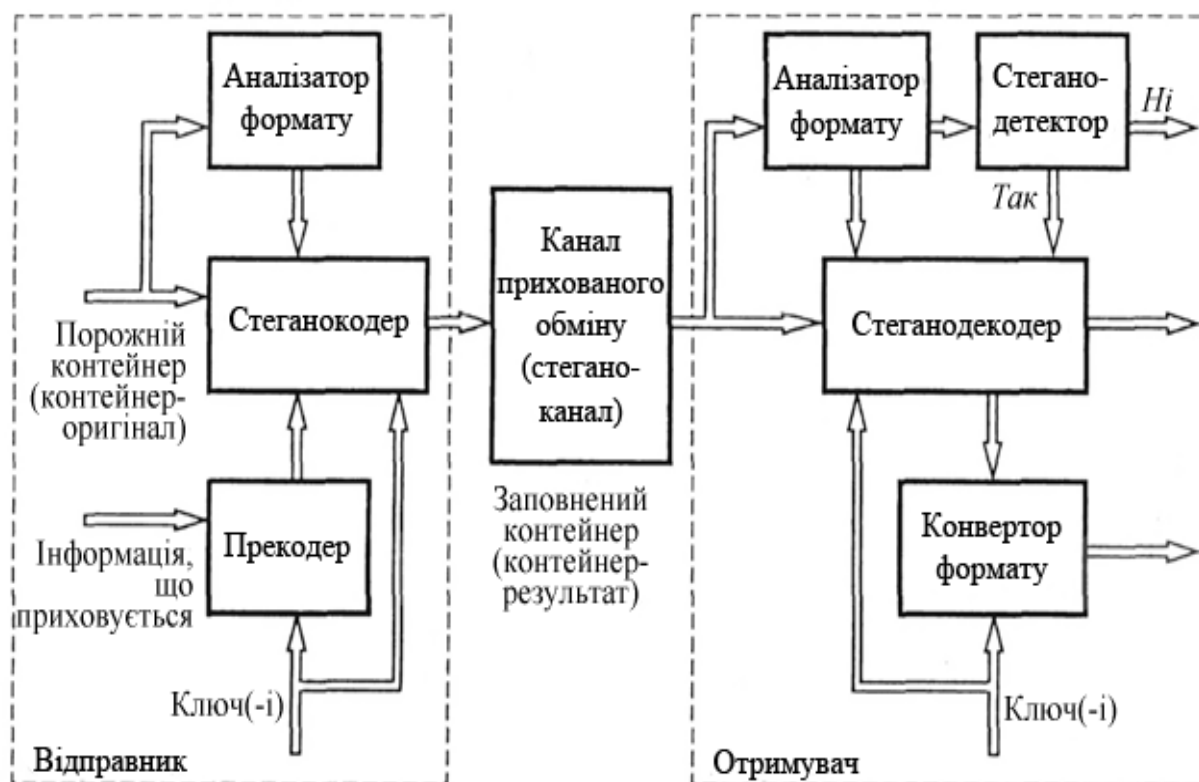 Аналізатор
формату
Стеганокодер
Порожній
контейнер
(контейнер-
оригінал)
Прекодер
Інформація,
що
приховується
Ключ(-і)
Відправник
Канал
прихованого
обміну
(стегано-
канал)
Заповнений
контейнер
(контейнер-
результат)
Аналізатор
формату
Стегано-
детектор
Ні
Так
Стеганодекодер
Конвертор
формату
Ключ(-і)
Отримувач